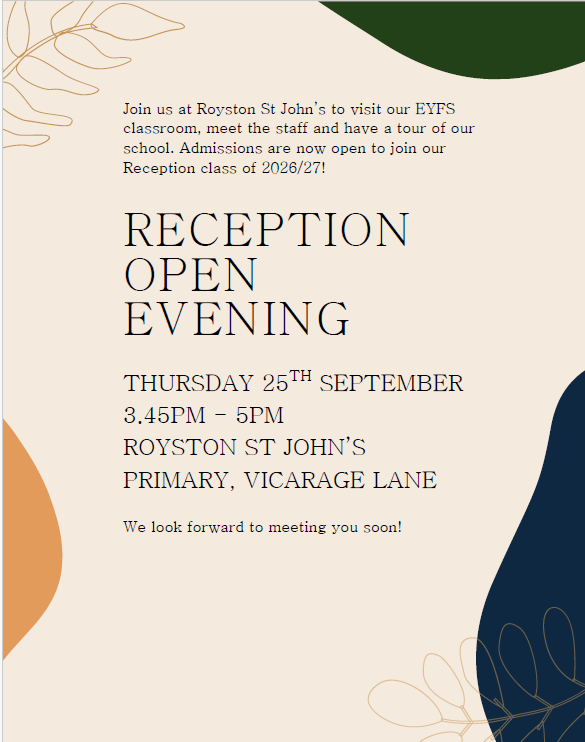 Join us at Royston St John's to visit our EYFS
classroom, meet the staff and have a tour of our
school. Admissions are now open to join our
Reception class of 2026/27!
RECEPTION
OPEN
EVENING
THURSDAY 25TH SEPTEMBER
3.45PM – 5PM
ROYSTON ST JOHN'S
PRIMARY, VICARAGE LANE
We look forward to meeting you soon!